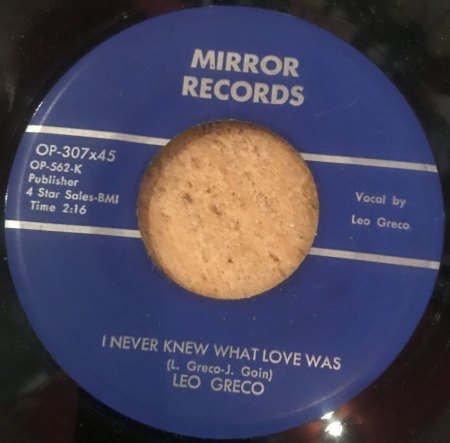 MIRROR
RECORDS
OP-307x45
OP-562-K
Publisher
4 Star Sales-BMI
Time 2:16
Vocal by
Leo Greco
I NEVER KNEW WHAT LOVE WAS
(L. Greco-J. Goin)
LEO GRECO